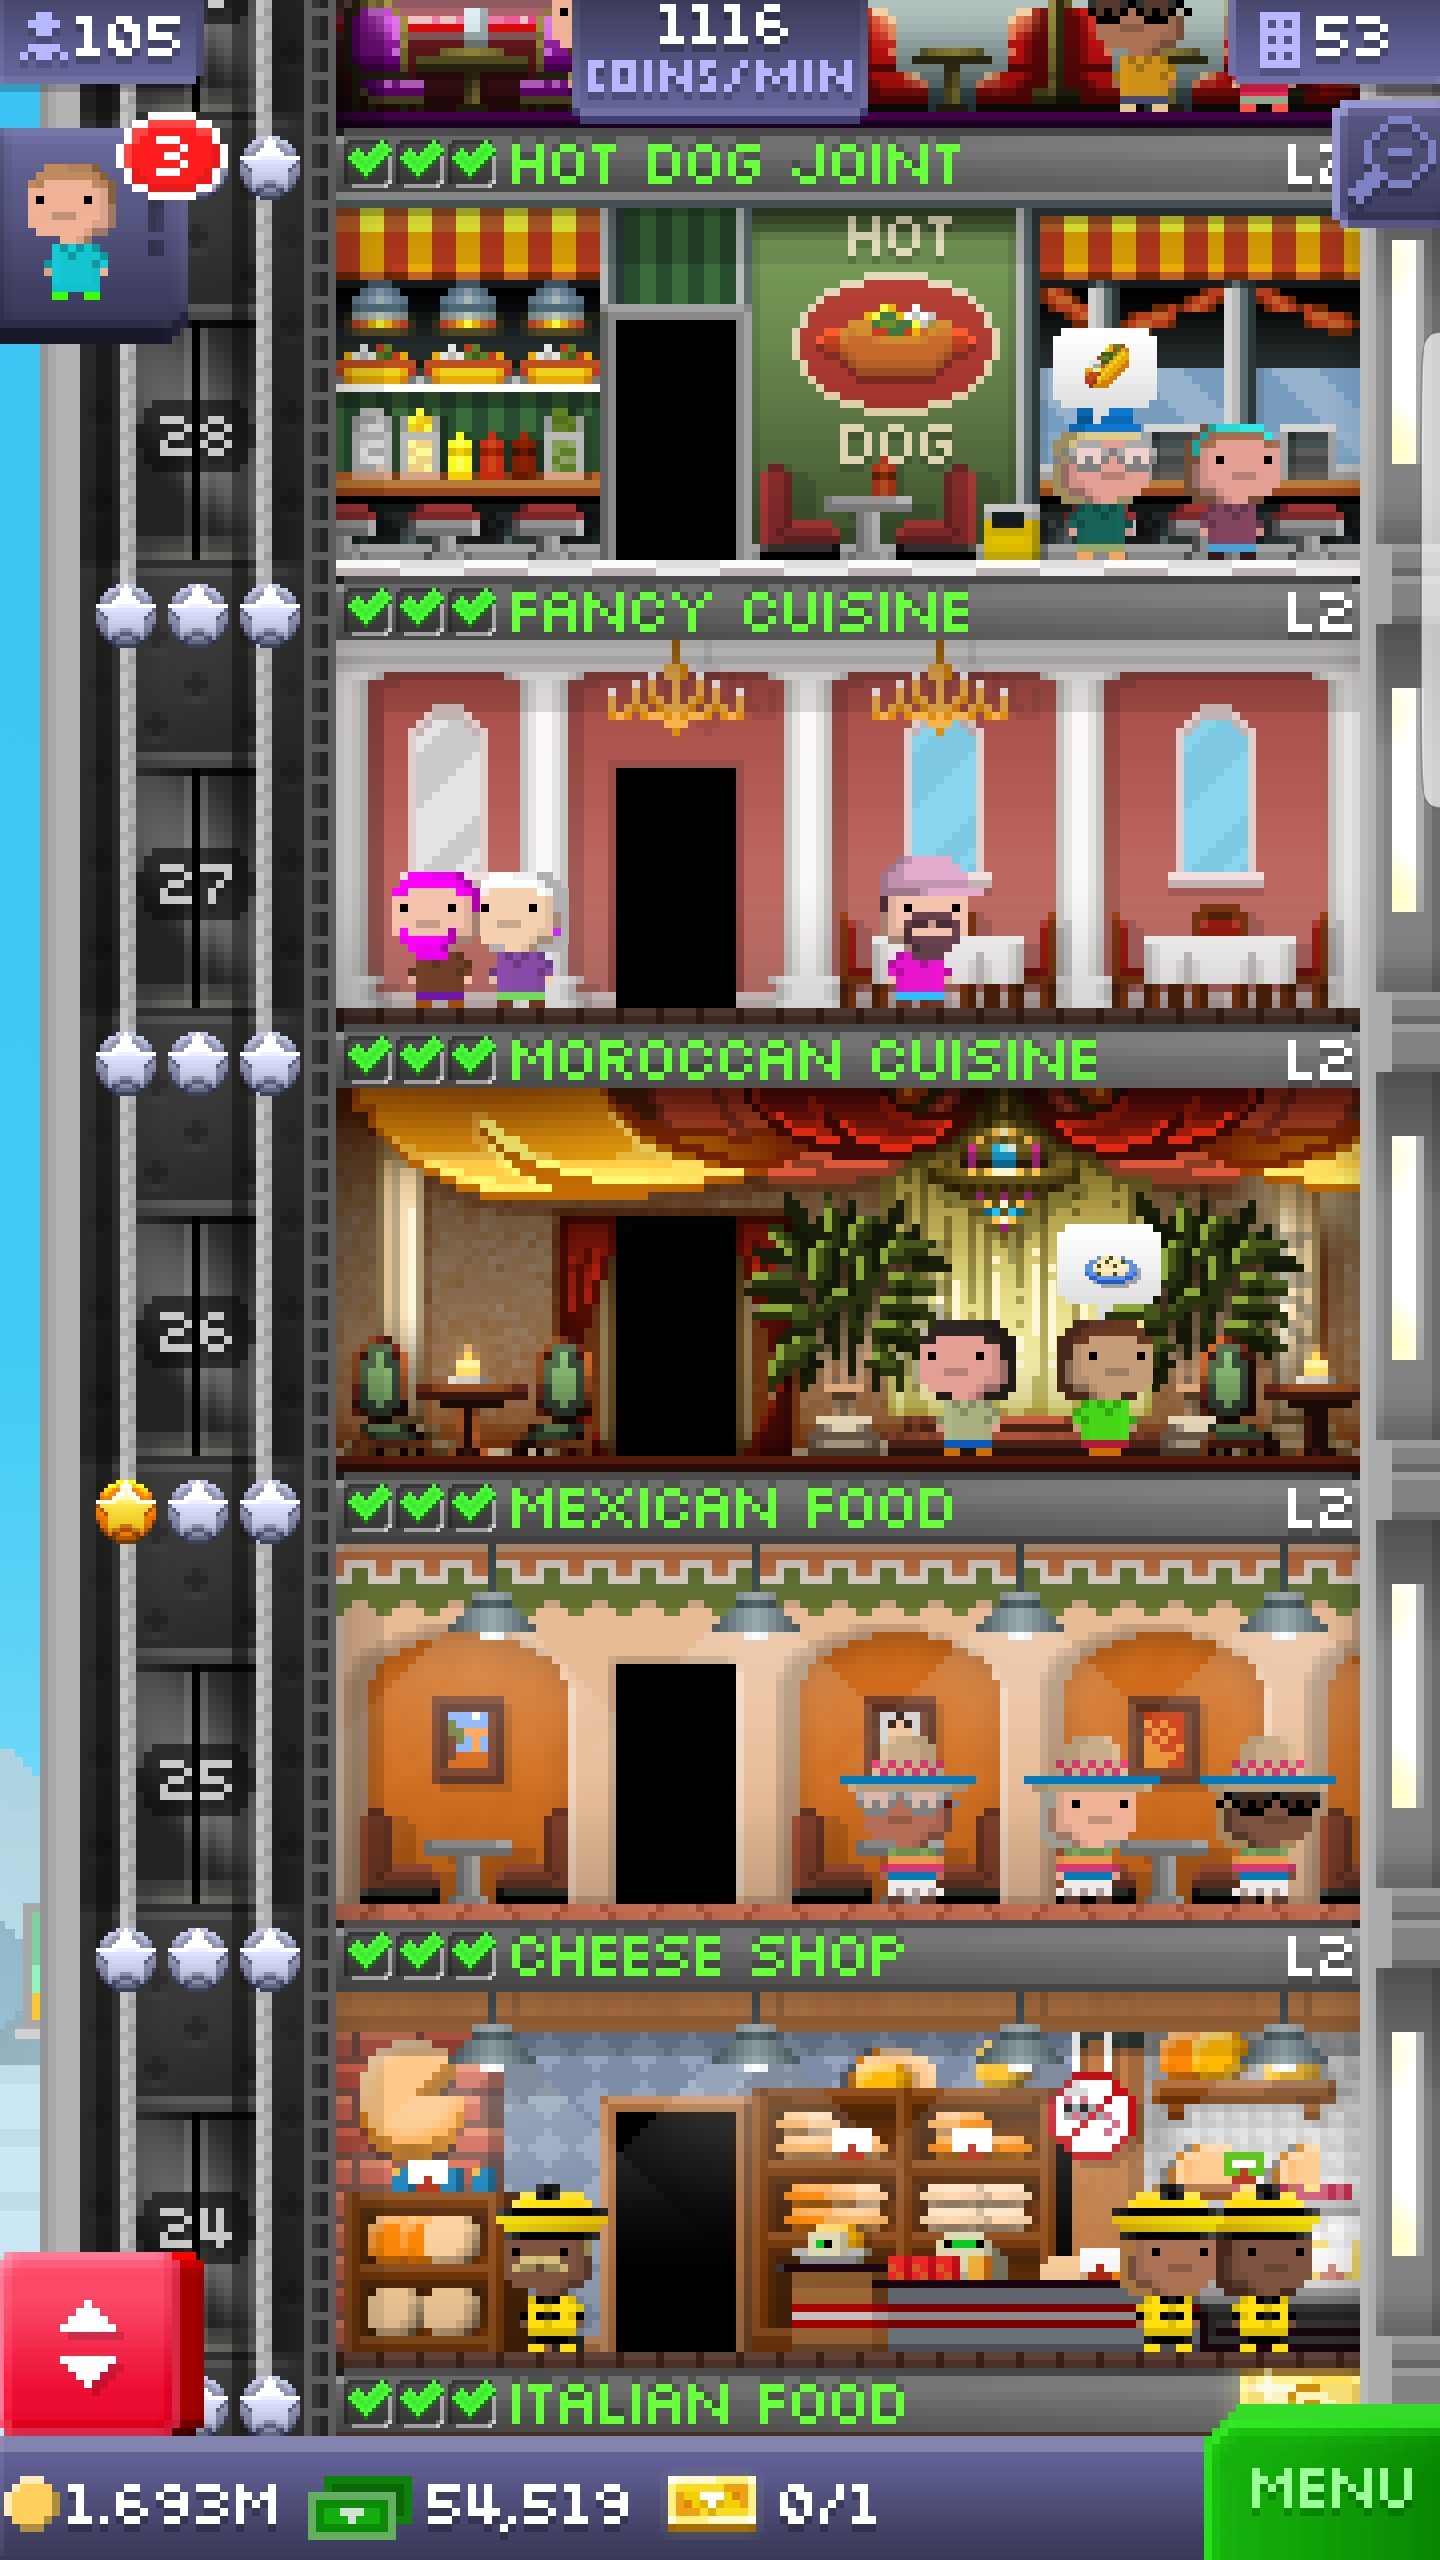 105
1116
COINS/MIN
53
3
HOT DOG JOINT
HOT
DOG
28
FANCY CUISINE L2
27
MOROCCAN CUISINE L2
26
MEXICAN FOOD L2
25
CHEESE SHOP L2
24
ITALIAN FOOD
1.693M 54,519 0/1
MENU